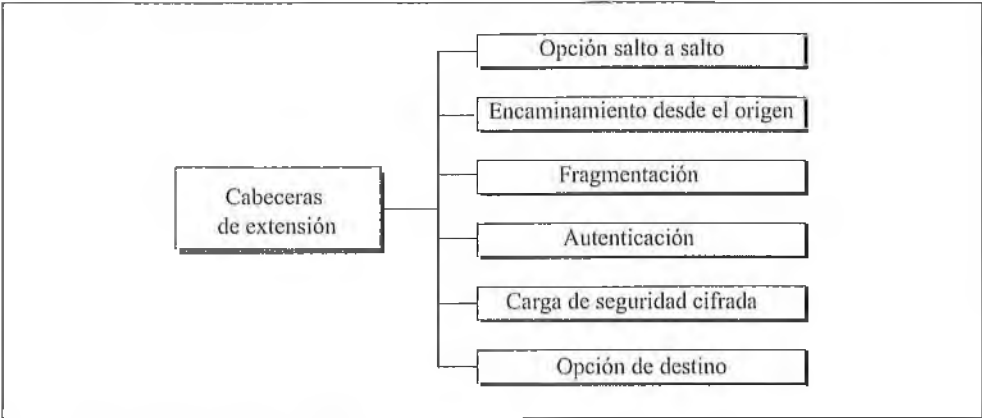 Opción salto a salto
Encaminamiento desde el origen
Fragmentación
Cabeceras
de extensión
Autenticación
Carga de seguridad cifrada
Opción de destino